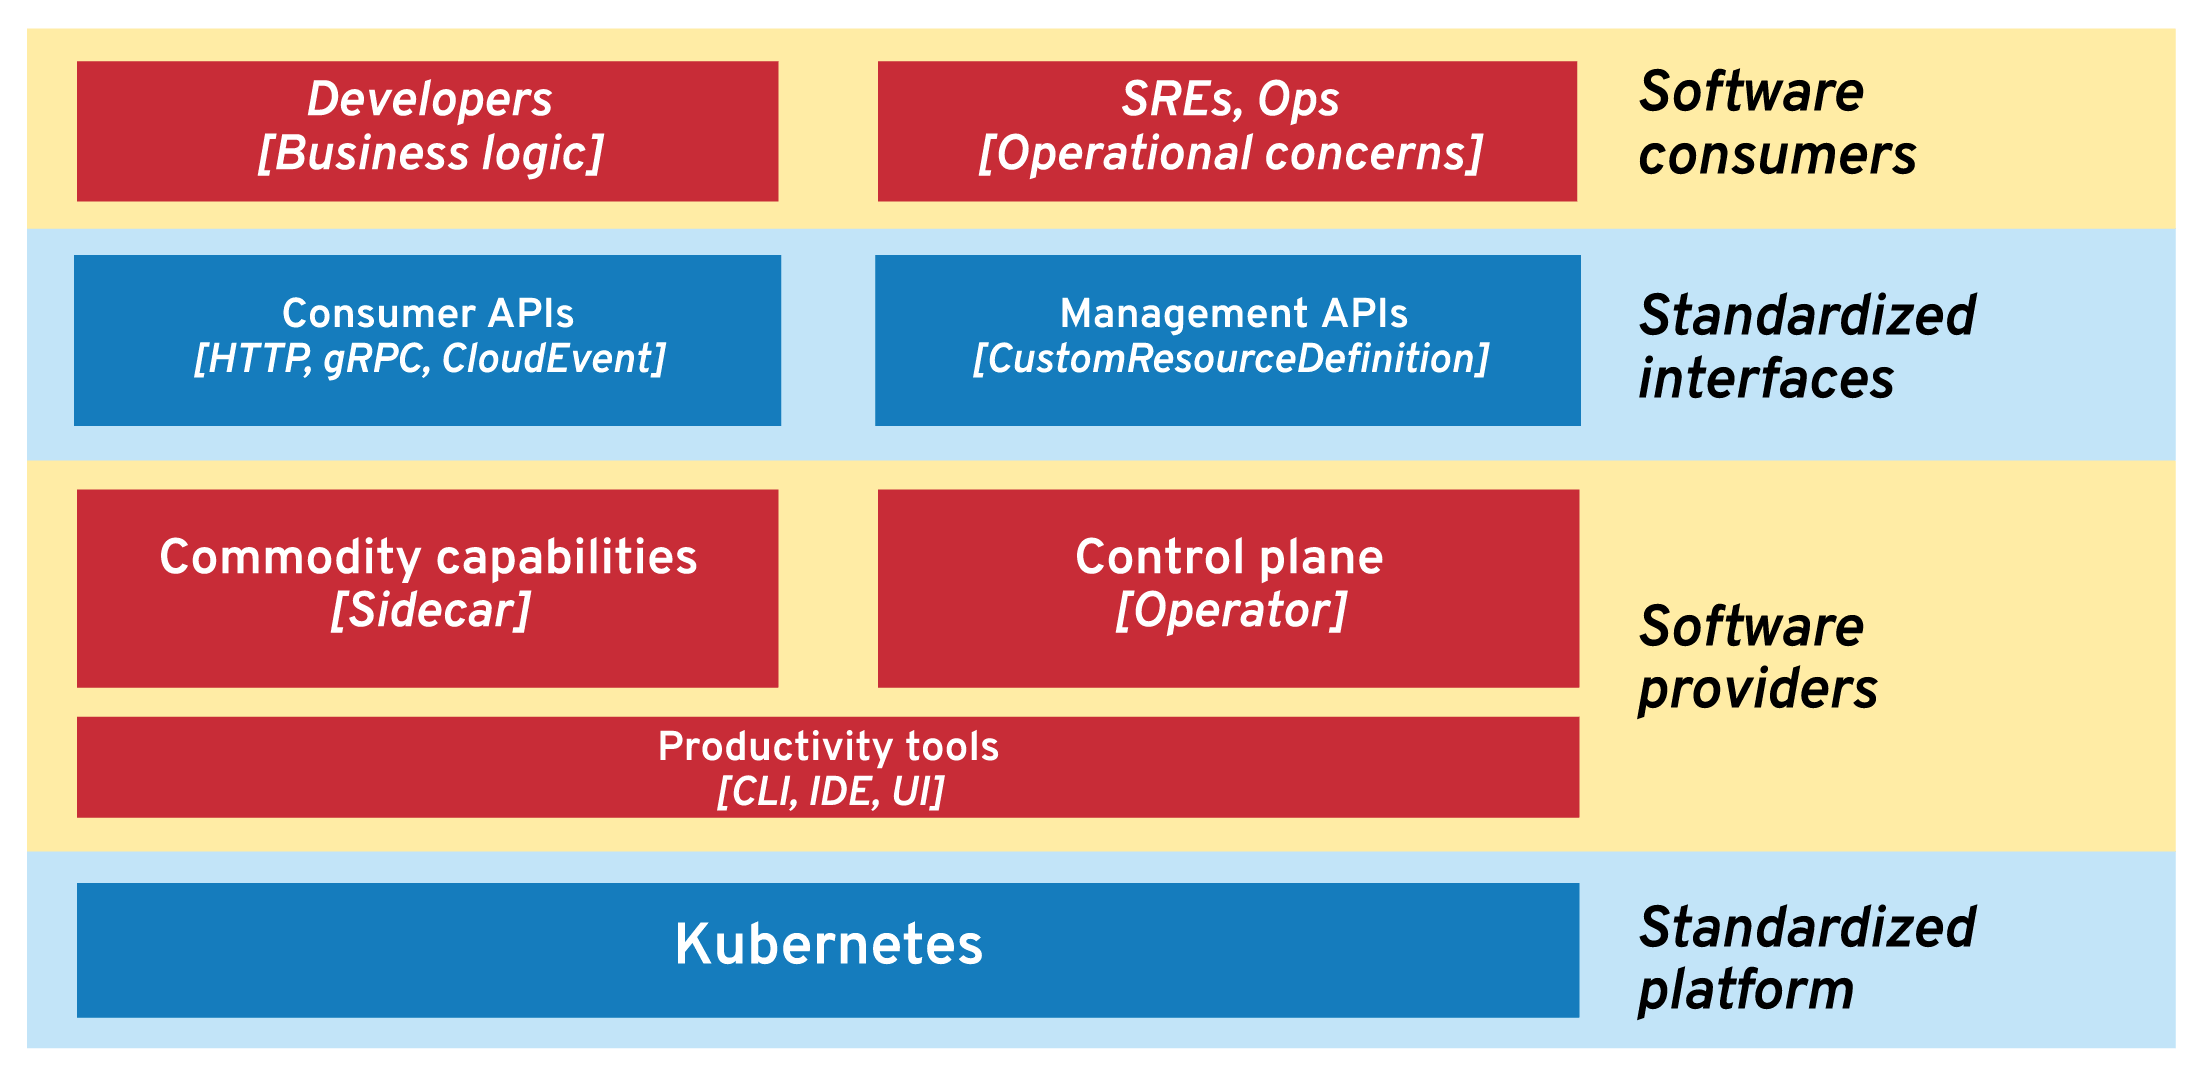 Developers
[Business logic]
SREs, Ops
[Operational concerns]
Software
consumers
Consumer APIs
[HTTP, gRPC, CloudEvent]
Management APIs
[CustomResourceDefinition]
Standardized
interfaces
Commodity capabilities
[Sidecar]
Control plane
[Operator]
Productivity tools
[CLI, IDE, UI]
Software
providers
Kubernetes
Standardized
platform